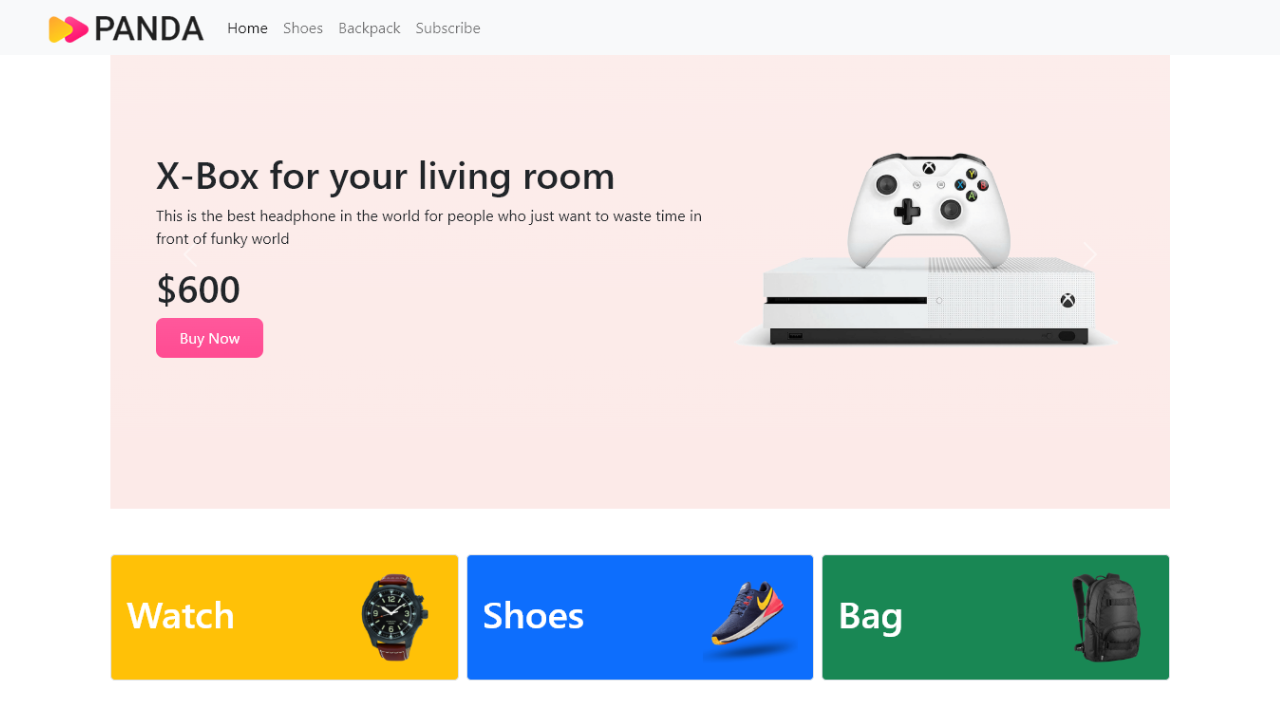 PANDA Home Shoes Backpack Subscribe
X-Box for your living room
This is the best headphone in the world for people who just want to waste time in
front of funky world
$600
Buy Now
Y
X B
A
Watch Shoes Bag